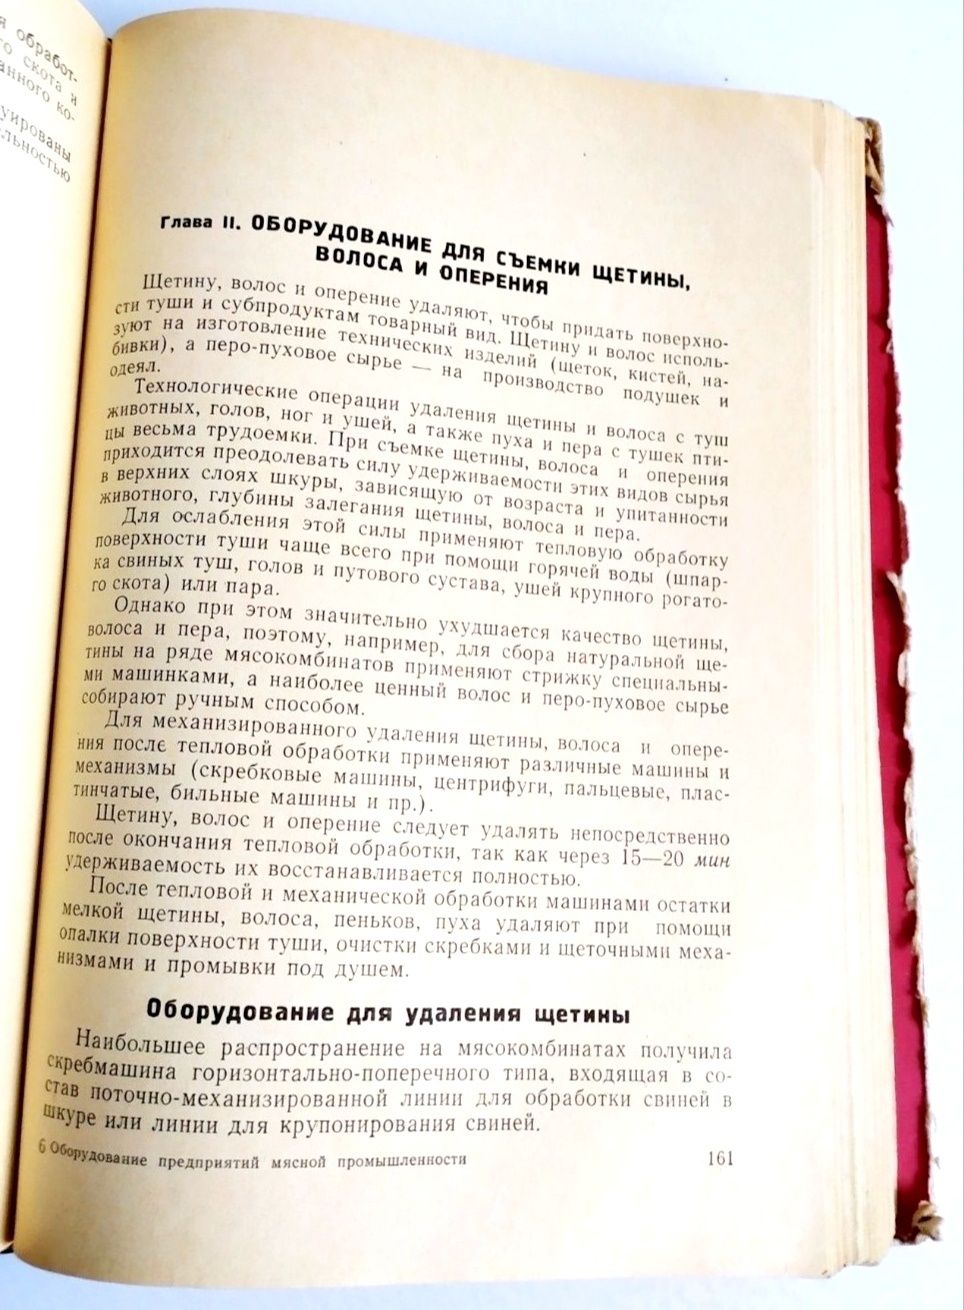 я обработ-
го скота и
анного ко-
уированы
льностью
Глава II. ОБОРУДОВАНИЕ ДЛЯ СЪЕМКИ ЩЕТИНЫ,
ВОЛОСА И ОПЕРЕНИЯ
Щетину, волос и оперение удаляют, чтобы придать поверхно-
сти туши и субпродуктам товарный вид. Щетину и волос исполь-
зуют на изготовление технических изделий (щеток, кистей, на-
бивки), а перо-пуховое сырье — на производство подушек и
одеял.
Технологические операции удаления щетины и волоса с туш
животных, голов, ног и ушей, а также пуха и пера с тушек пти-
цы весьма трудоемки. При съемке щетины, волоса и оперения
приходится преодолевать силу удерживаемости этих видов сырья
в верхних слоях шкуры, зависящую от возраста и упитанности
животного, глубины залегания щетины, волоса и пера.
Для ослабления этой силы применяют тепловую обработку
поверхности туши чаще всего при помощи горячей воды (шпар-
ка свиных туш, голов и путового сустава, ушей крупного рогато-
го скота) или пара.
Однако при этом значительно ухудшается качество щетины,
волоса и пера, поэтому, например, для сбора натуральной ще-
тины на ряде мясокомбинатов применяют стрижку специальны-
ми машинками, а наиболее ценный волос и перо-пуховое сырье
собирают ручным способом.
Для механизированного удаления щетины, волоса и опере-
ния после тепловой обработки применяют различные машины и
механизмы (скребковые машины, центрифуги, пальцевые, плас-
тинчатые, бильные машины и пр.).
Щетину, волос и оперение следует удалять непосредственно
после окончания тепловой обработки, так как через 15—20 мин
удерживаемость их восстанавливается полностью.
После тепловой и механической обработки машинами остатки
мелкой щетины, волоса, пеньков, пуха удаляют при помощи
опалки поверхности туши, очистки скребками и щеточными меха-
низмами и промывки под душем.
Оборудование для удаления щетины
Наибольшее распространение на мясокомбинатах получила
скребмашина горизонтально-поперечного типа, входящая в со-
став поточно-механизированной линии для обработки свиней в
шкуре или линии для крупонирования свиней.
6 Оборудование предприятий мясной промышленности 161